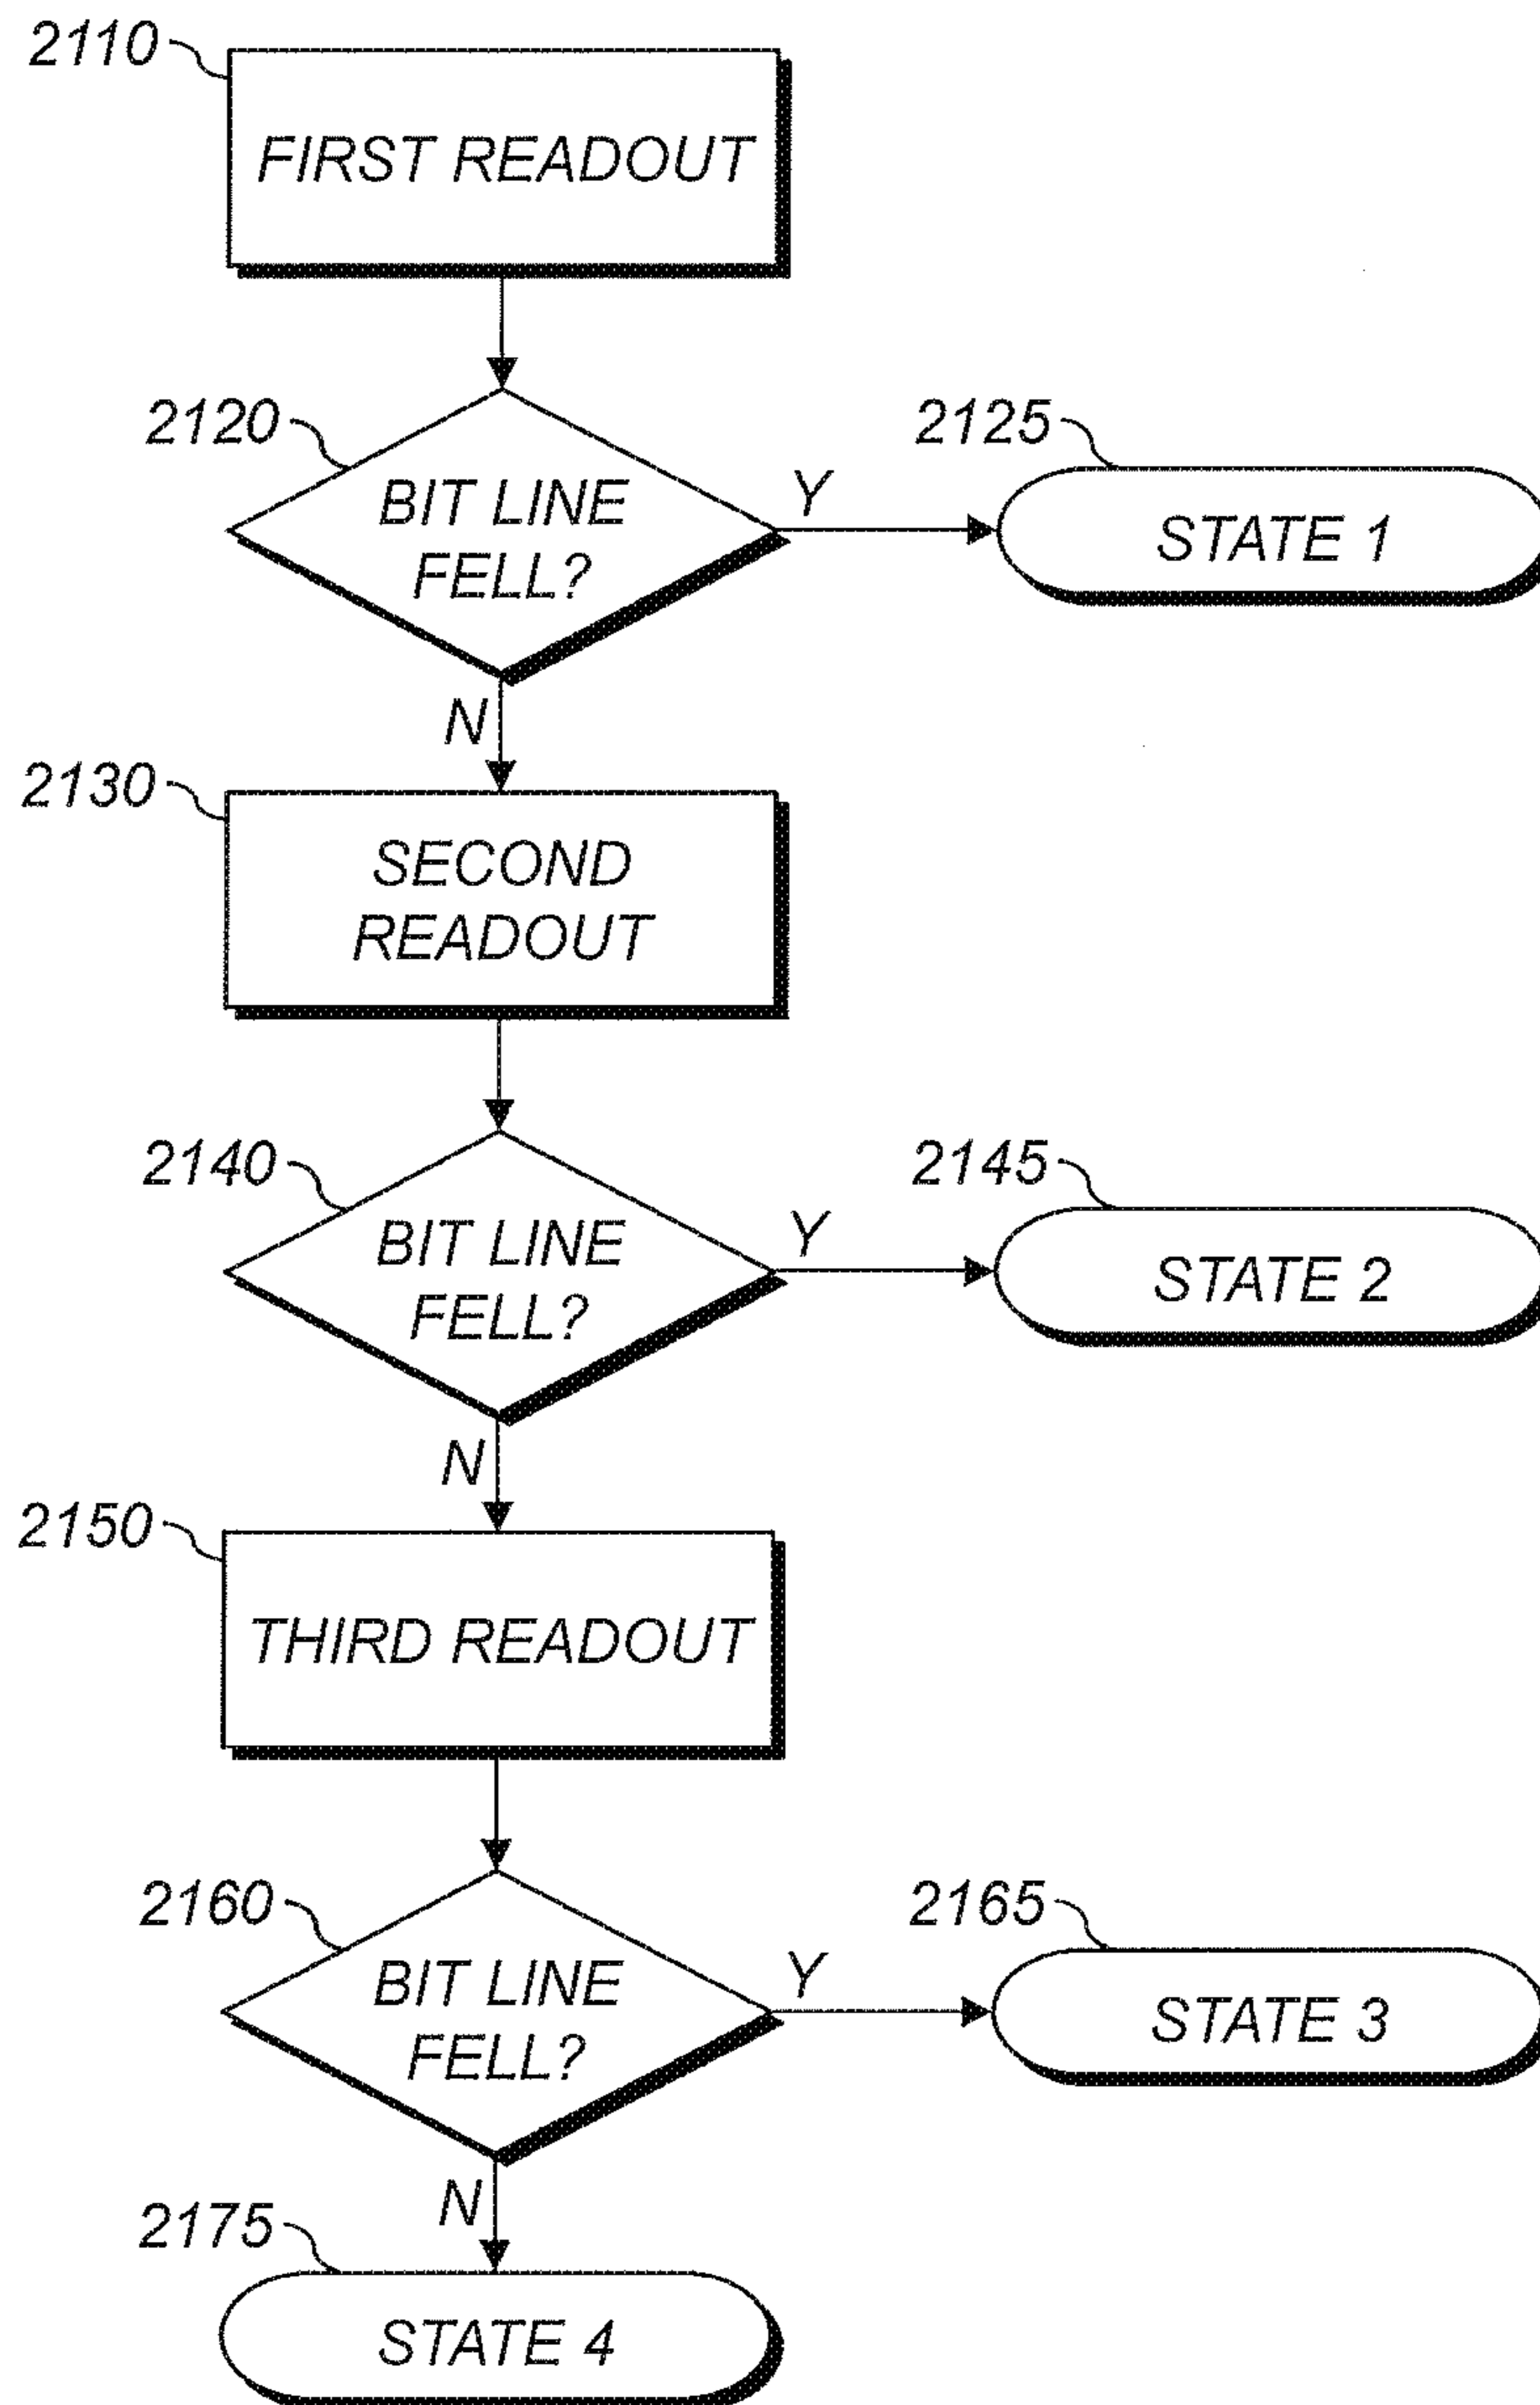 2110
FIRST READOUT
2120
BIT LINE
FELL?
Y
2125
STATE 1
N
2130
SECOND
READOUT
2140
BIT LINE
FELL?
Y
2145
STATE 2
N
2150
THIRD READOUT
2160
BIT LINE
FELL?
Y
2165
STATE 3
N
2175
STATE 4